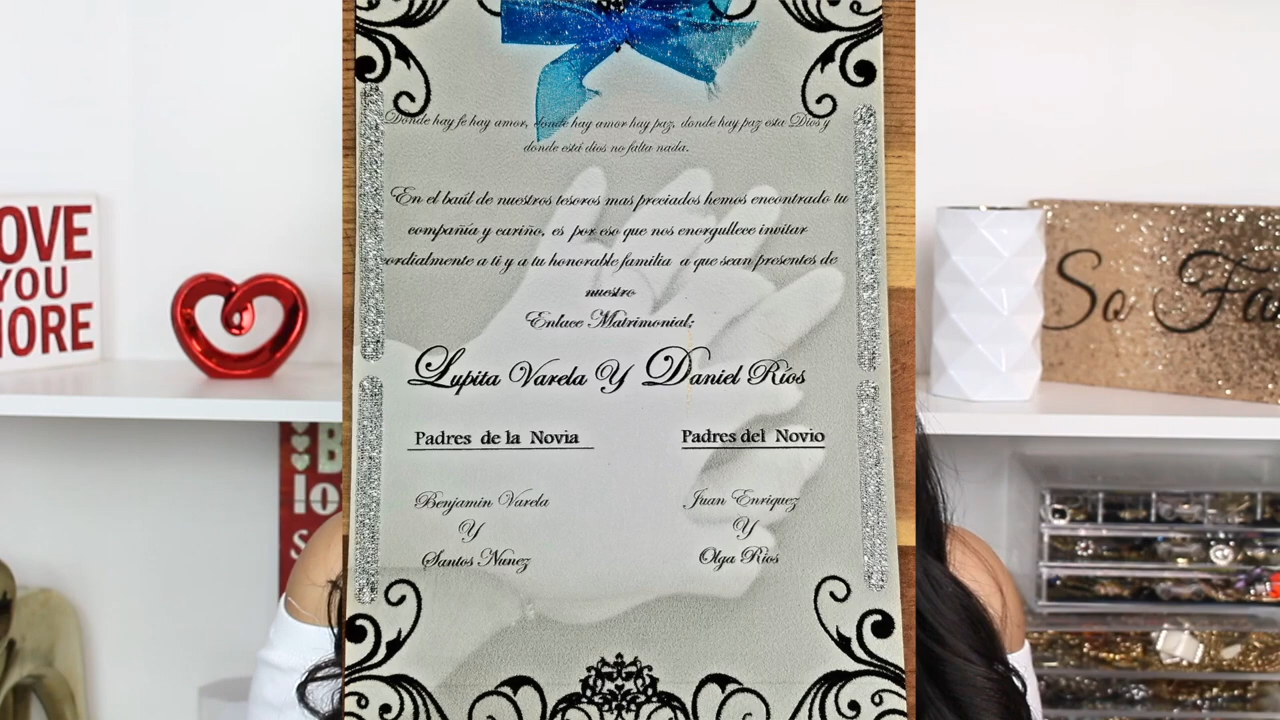 LOVE
YOU
MORE
Donde hay fe hay amor, donde hay amor hay paz, donde hay paz esta Dios y
donde está dios no falta nada.
En el baúl de nuestros tesoros mas preciados hemos encontrado tu
compañía y cariño, es por eso que nos enorgullece invitar
cordialmente a ti y a tu honorable familia a que sean presentes de
nuestro
Enlace Matrimonial;
Lupita Varela Y Daniel Ríos
Padres de la Novia
Padres del Novio
Benjamin Varela
Y
Santos Nunez
Juan Enriquez
Y
Olga Ríos
So